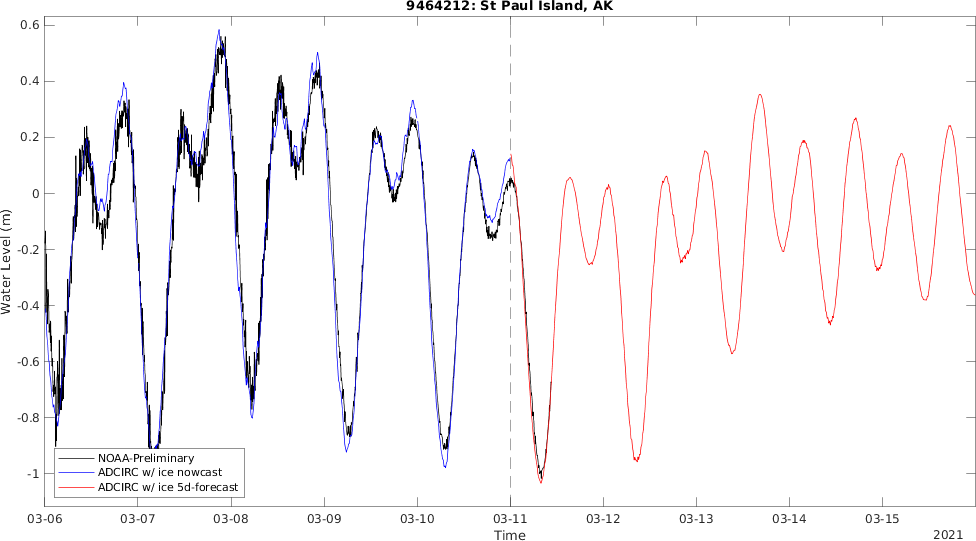 9464212: St Paul Island, AK
0.6
0.4
0.2
0
-0.2
-0.4
-0.6
-0.8
-1
Water Level (m)
NOAA-Preliminary
ADCIRC w/ ice nowcast
ADCIRC w/ ice 5d-forecast
03-06 03-07 03-08 03-09 03-10 03-11 03-12 03-13 03-14 03-15
Time
2021